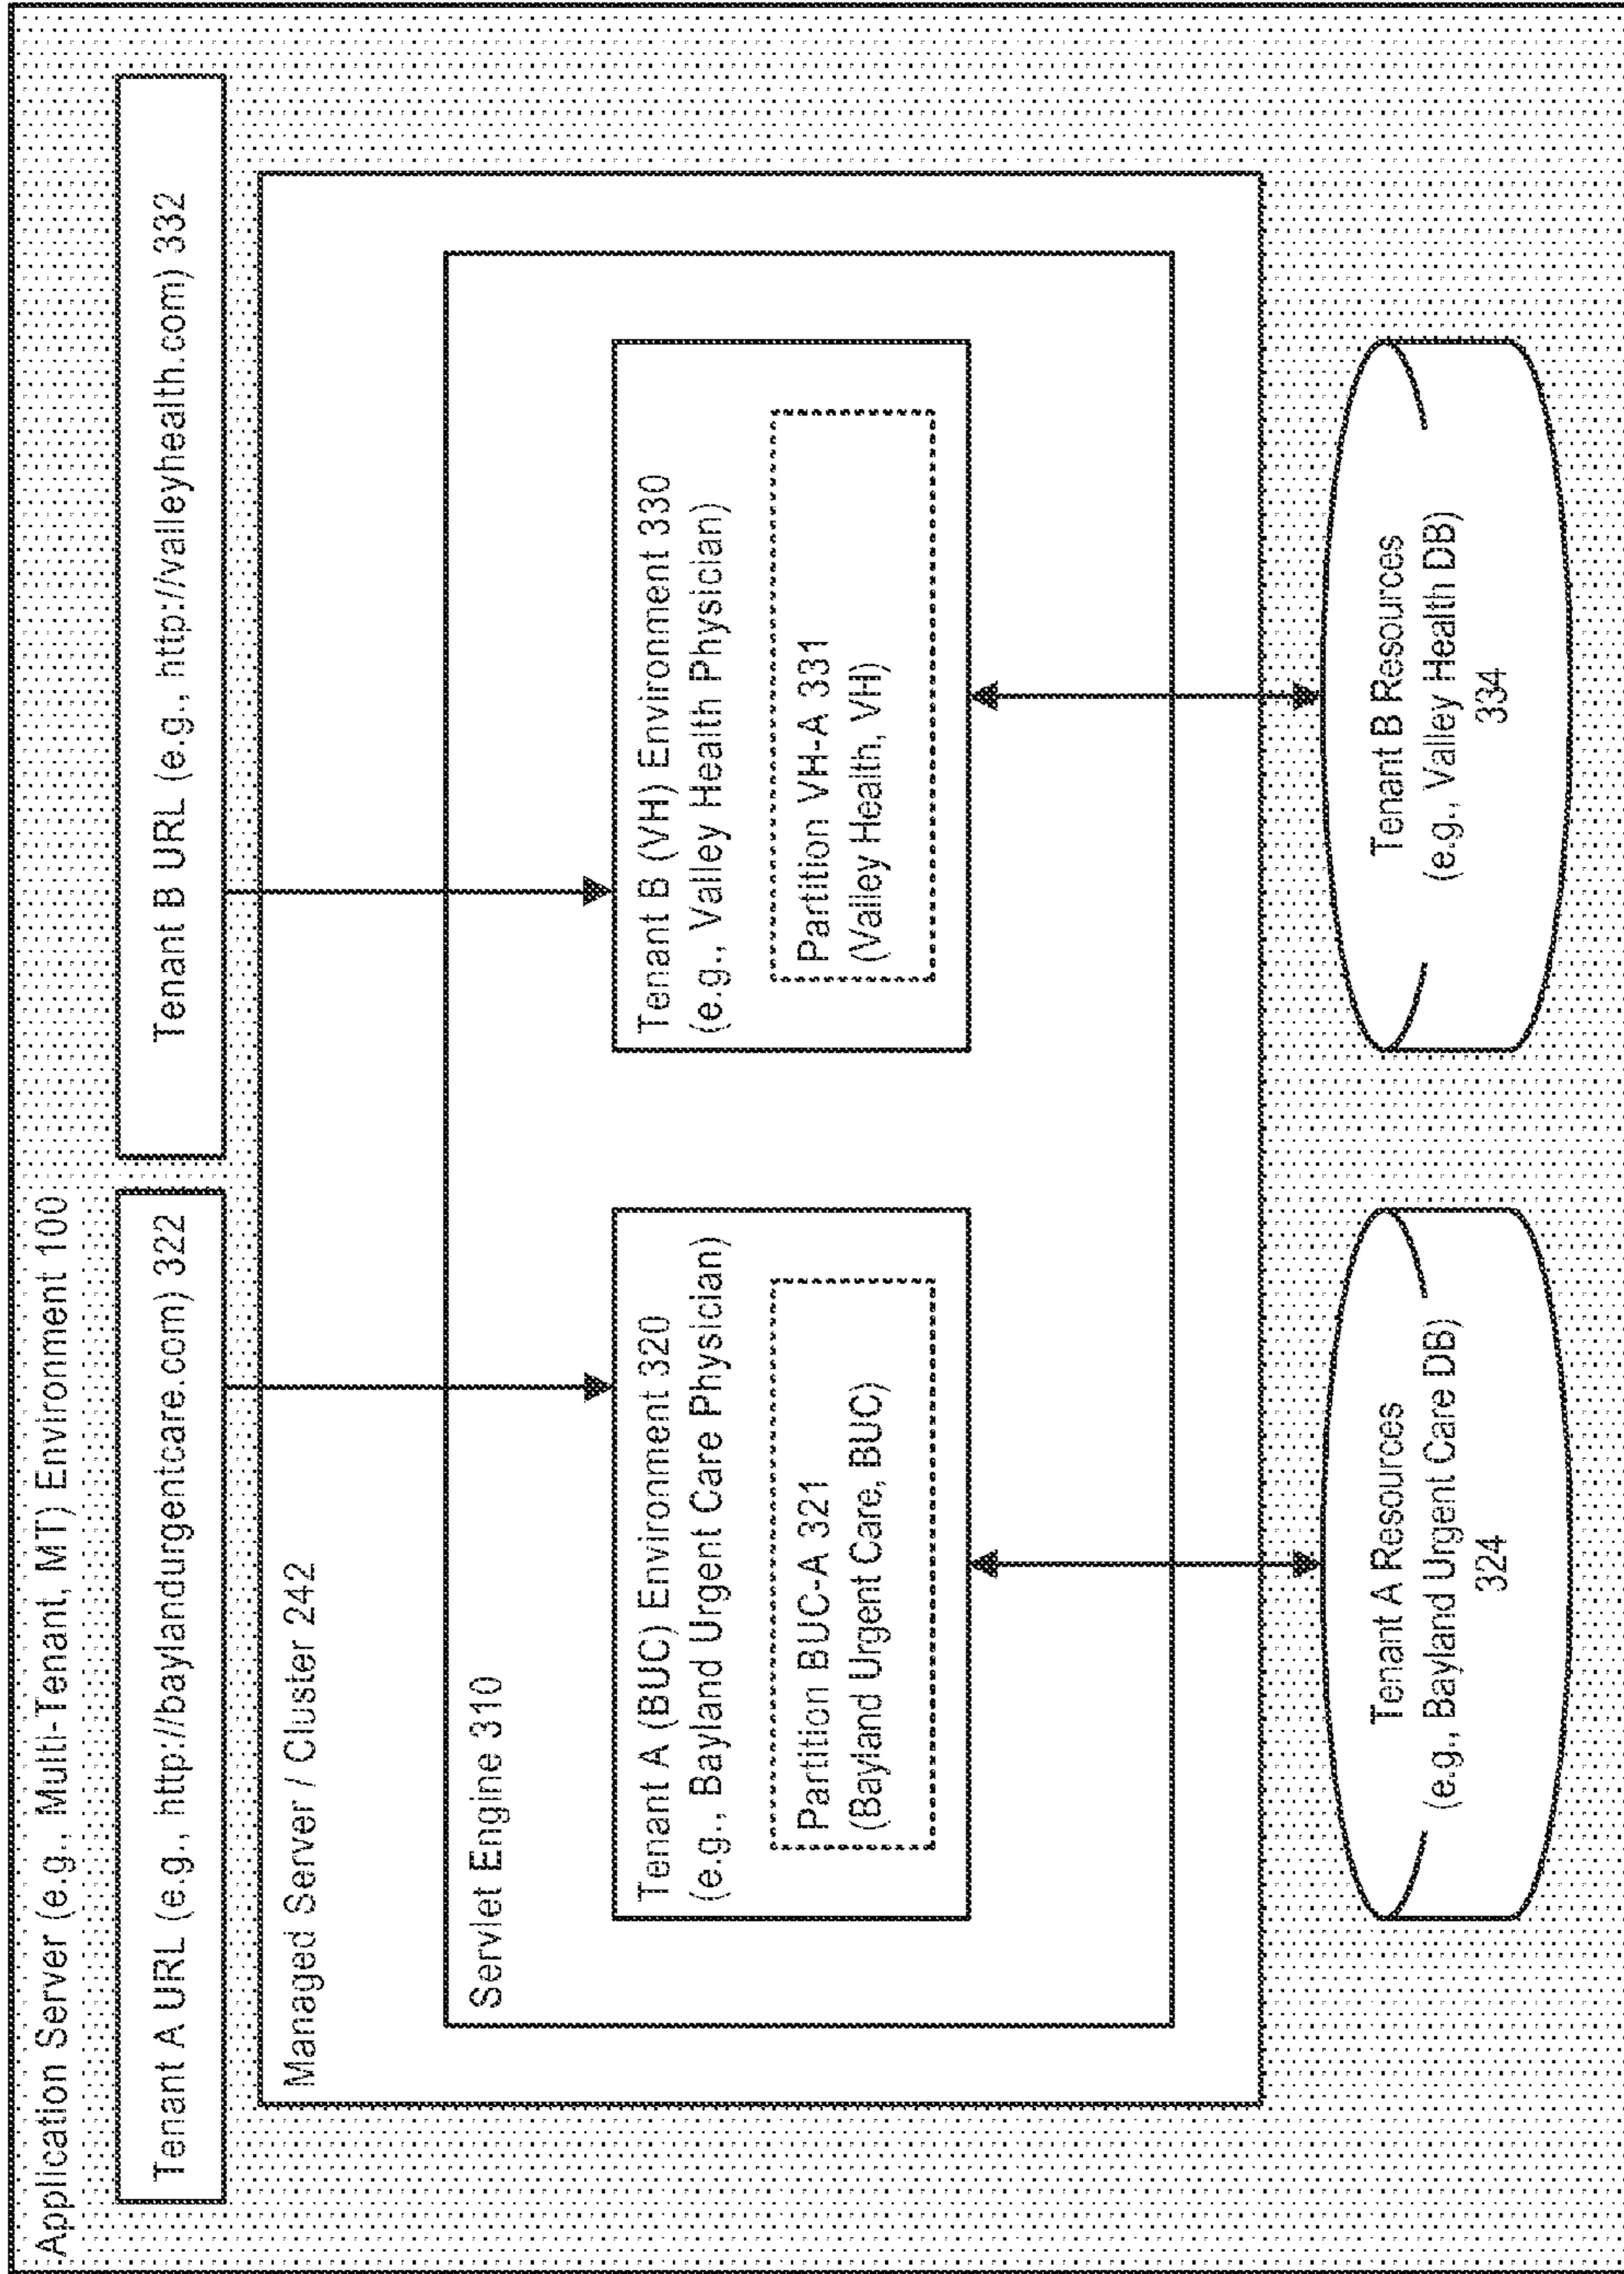 Application Server (e.g., Multi-Tenant, MT) Environment 100
Tenant A URL (e.g., http://baylandurgentcare.com) 322
Tenant B URL (e.g., http://valleyhealth.com) 332
Managed Server / Cluster 242
Servlet Engine 310
Tenant A (BUC) Environment 320
(e.g., Bayland Urgent Care Physician)
Partition BUC-A 321
(Bayland Urgent Care, BUC)
Tenant B (VH) Environment 330
(e.g., Valley Health Physician)
Partition VH-A 331
(Valley Health, VH)
Tenant A Resources
(e.g., Bayland Urgent Care DB)
324
Tenant B Resources
(e.g., Valley Health DB)
334